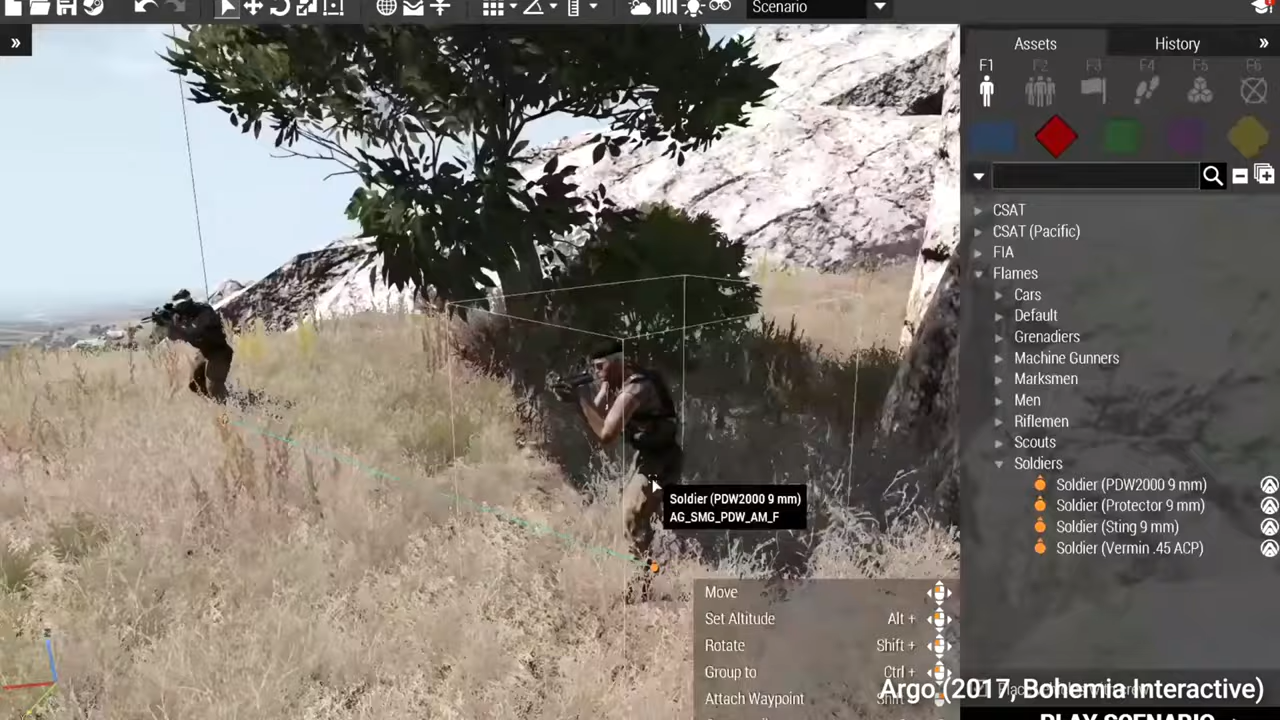 Scenario
»
Assets
History
»
F1
F2
F3
F4
F5
F6
CSAT
CSAT (Pacific)
FIA
Flames
Cars
Default
Grenadiers
Machine Gunners
Marksmen
Men
Riflemen
Scouts
Soldiers
Soldier (PDW2000 9 mm)
Soldier (Protector 9 mm)
Soldier (Sting 9 mm)
Soldier (Vermin .45 ACP)
Soldier (PDW2000 9 mm)
AG_SMG_PDW_AM_F
Move
Set Altitude Alt +
Rotate Shift +
Group to Ctrl +
Attach Waypoint Shift
Argo (2017, Bohemia Interactive)
PLAY SCENARIO